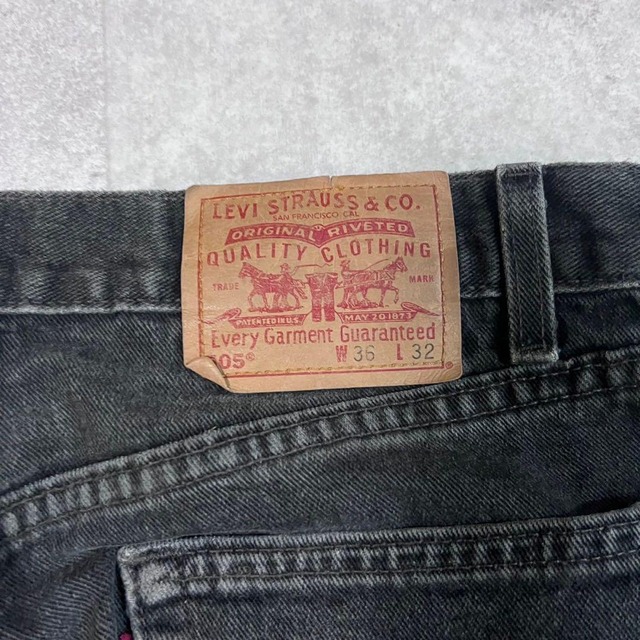 LEVI STRAUSS & CO.
SAN FRANCISCO, CAL.
ORIGINAL RIVETED
QUALITY CLOTHING
TRADE MARK
PATENTED IN U.S. MAY 20 1873
Every Garment Guaranteed
05® W 36 L 32
®